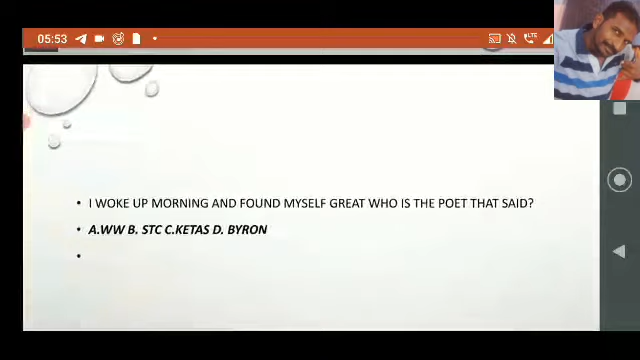 05:53
LTE
• I WOKE UP MORNING AND FOUND MYSELF GREAT WHO IS THE POET THAT SAID?
• A.WW B. STC C.KETAS D. BYRON
•